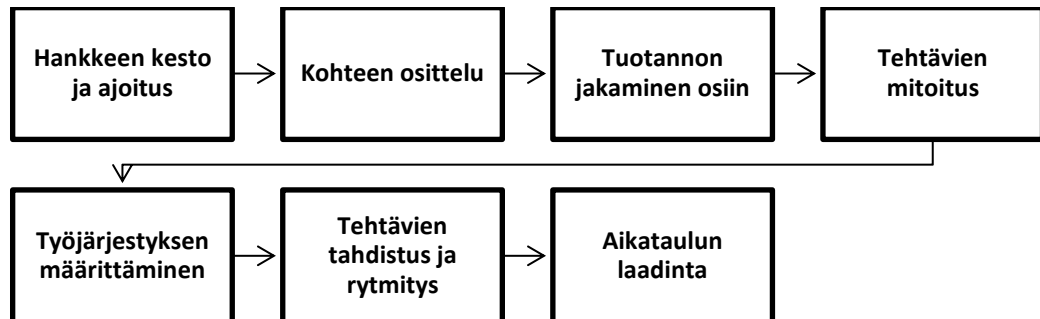 Hankkeen kesto
ja ajoitus
Kohteen osittelu
Tuotannon
jakaminen osiin
Tehtävien
mitoitus
Työjärjestyksen
määrittäminen
Tehtävien
tahdistus ja
rytmitys
Aikataulun
laadinta